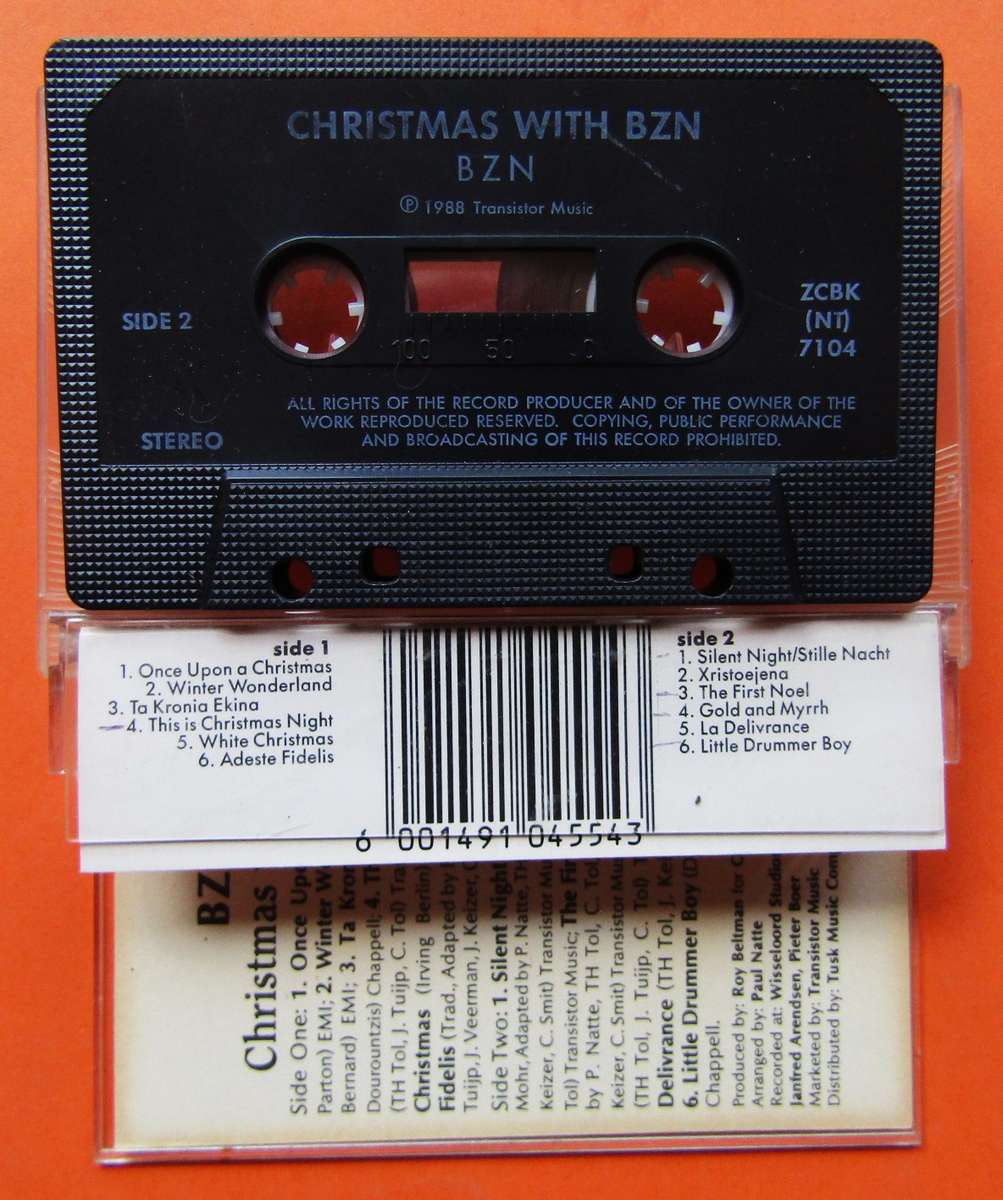 CHRISTMAS WITH BZN
BZN
℗ 1988 Transistor Music
SIDE 2
STEREO
ZCBK
(NT)
7104
100 50 0
ALL RIGHTS OF THE RECORD PRODUCER AND OF THE OWNER OF THE
WORK REPRODUCED RESERVED. COPYING, PUBLIC PERFORMANCE
AND BROADCASTING OF THIS RECORD PROHIBITED.
side 1
1. Once Upon a Christmas
2. Winter Wonderland
3. Ta Kronia Ekina
4. This is Christmas Night
5. White Christmas
6. Adeste Fidelis
6 001491 045543
side 2
1. Silent Night/Stille Nacht
2. Xristoejena
3. The First Noel
4. Gold and Myrrh
5. La Delivrance
6. Little Drummer Boy
BZ
Christmas
Side One: 1. Once Upo
Parton) EMI; 2. Winter W
Bernard) EMI; 3. Ta Kron
Dourountzis) Chappell; 4. Th
(TH Tol, J. Tuijp, C. Tol) Tra
Christmas (Irving Berlin)
Fidelis (Trad., Adapted by
Tuijp, J. Veerman, J. Keizer, C
Side Two: 1. Silent Night
Mohr, Adapted by P. Natte, TH
Keizer, C. Smit) Transistor Mu
Tol) Transistor Music; The Fir
by P. Natte, TH Tol, C. Tol
Keizer, C. Smit) Transistor Mu
(TH Tol, J. Tuijp, C. Tol) T
Delivrance (TH Tol, J. Kei
6. Little Drummer Boy (D
Chappell.
Produced by: Roy Beltman for C
Arranged by: Paul Natte
Recorded at: Wisseloord Studio
Janfred Arendsen, Pieter Boer
Marketed by: Transistor Music
Distributed by: Tusk Music Comp